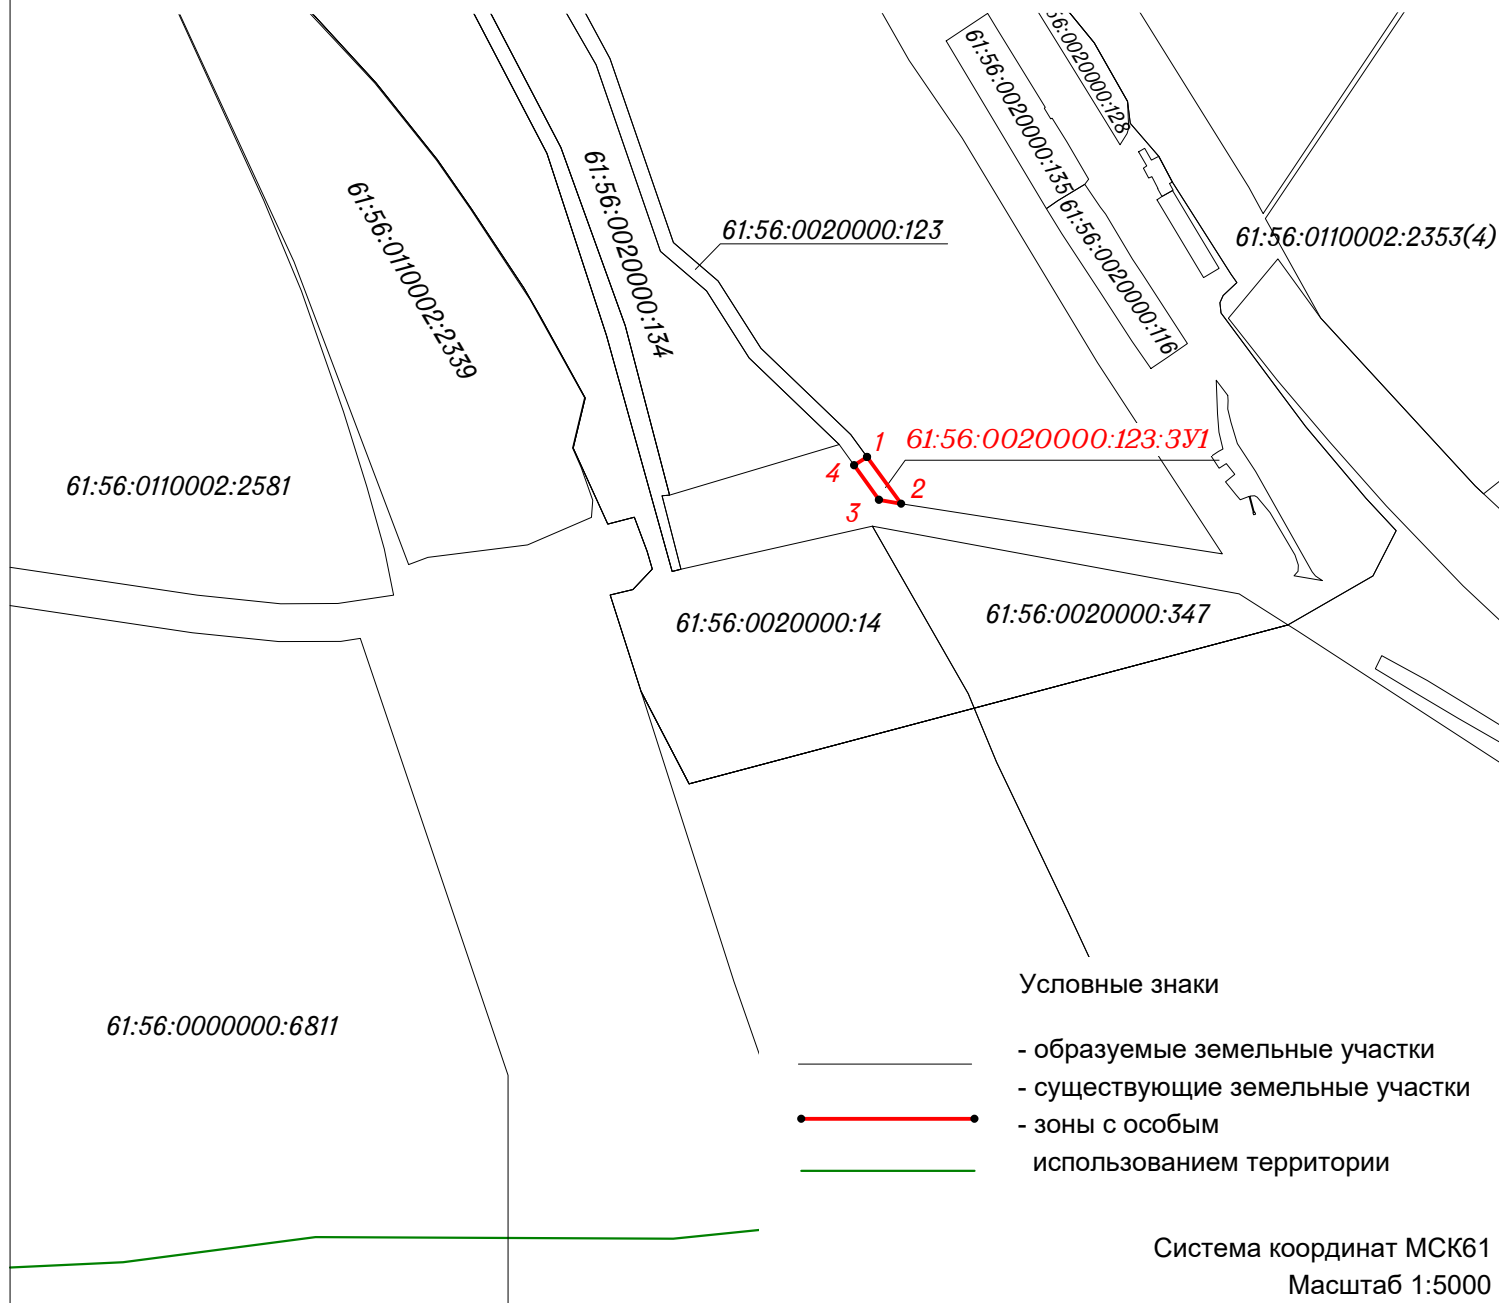 61:56:0020000:135
56:0020000:128
61:56:0020000:134
61:56:0110002:2339
61:56:0020000:123
61:56:0020000:116
61:56:0110002:2353(4)
1
61:56:0020000:123:ЗУ1
4
2
3
61:56:0110002:2581
61:56:0020000:14
61:56:0020000:347
61:56:0000000:6811
Условные знаки
- образуемые земельные участки
- существующие земельные участки
- зоны с особым
использованием территории
Система координат МСК61
Масштаб 1:5000